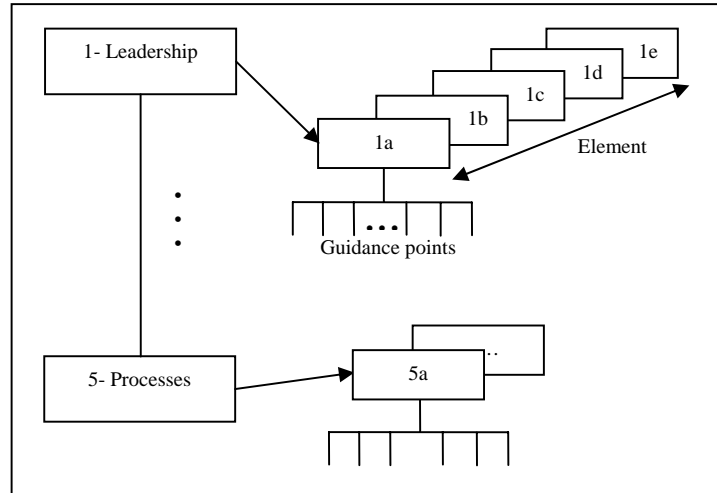 1- Leadership
1e
1d
1c
1b
1a
Element
...
Guidance points
5- Processes
..
5a